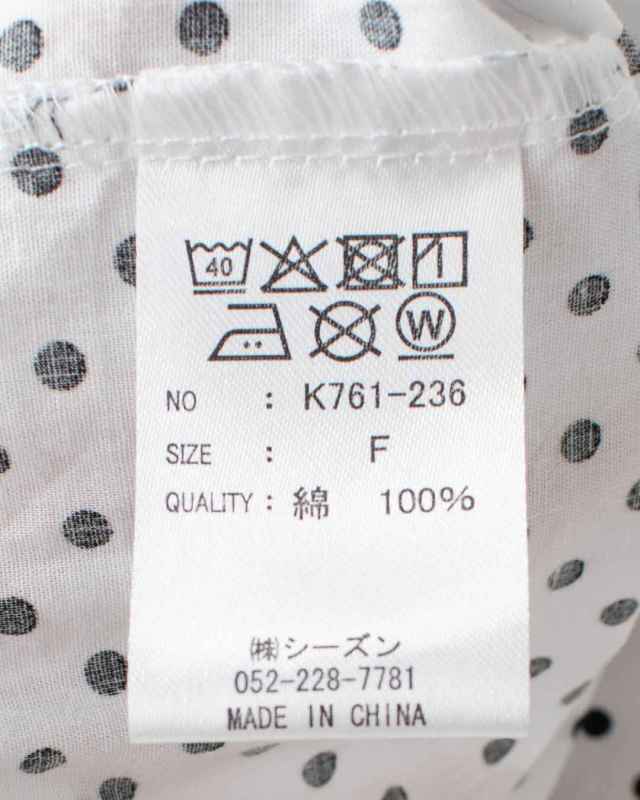 40
W
NO : K761-236
SIZE : F
QUALITY : 綿 100%
㈱シーズン
052-228-7781
MADE IN CHINA